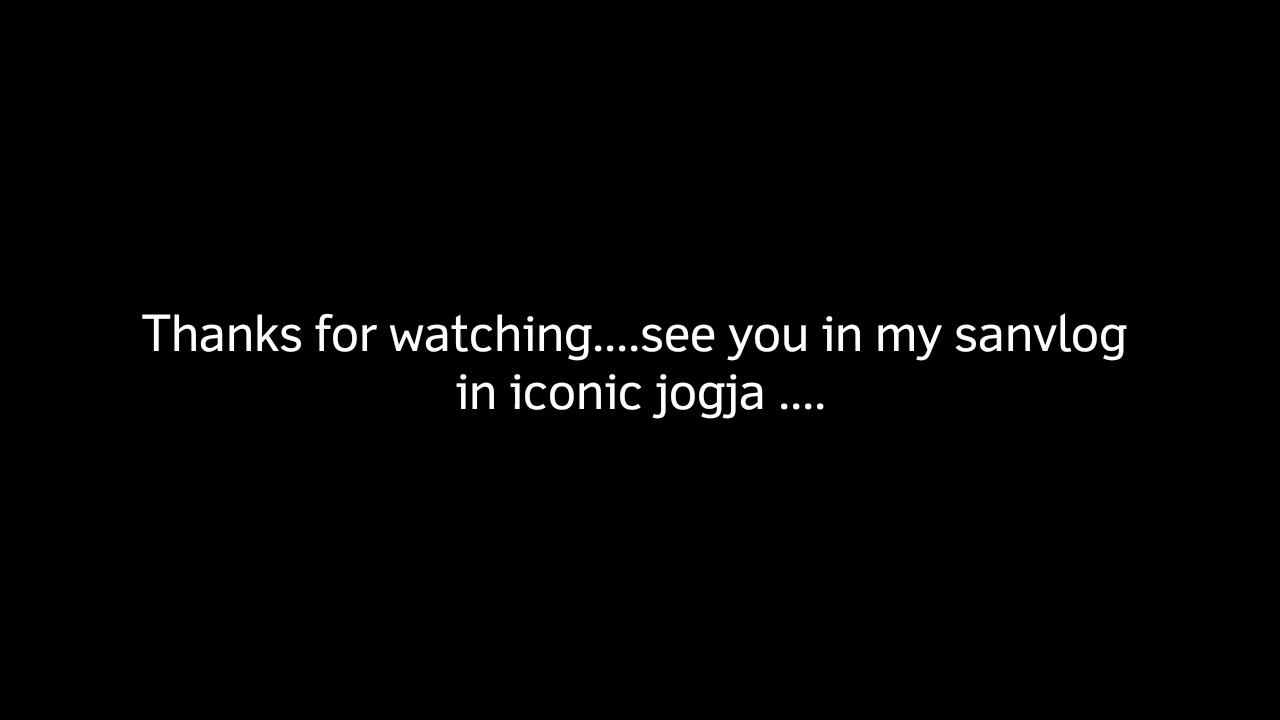 Thanks for watching....see you in my sanvlog
in iconic jogja ....